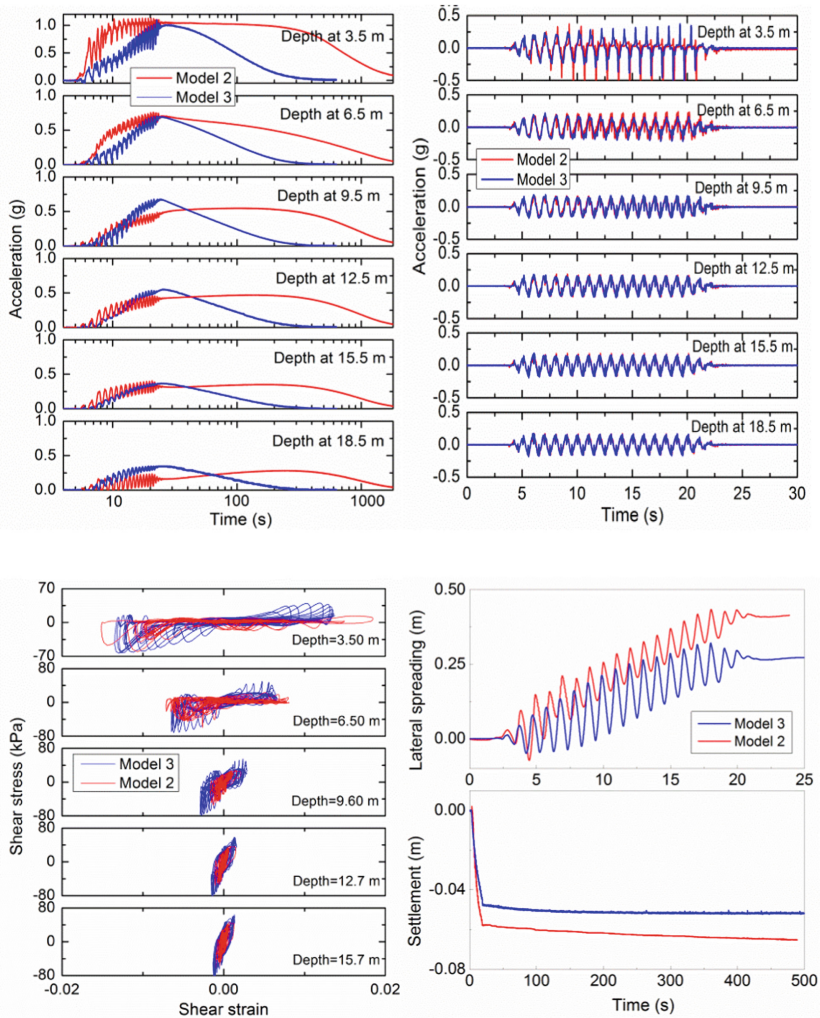 1.0
0.5
0.0
Depth at 3.5 m
Model 2
Model 3
1.0
0.5
0.0
Depth at 6.5 m
1.0
0.5
0.0
Depth at 9.5 m
1.0
0.5
0.0
Depth at 12.5 m
1.0
0.5
0.0
Depth at 15.5 m
1.0
0.5
0.0
Depth at 18.5 m
10
100
1000
Time (s)
Acceleration (g)
0.5
0.0
-0.5
Depth at 3.5 m
0.5
0.0
-0.5
Depth at 6.5 m
Model 2
Model 3
0.5
0.0
-0.5
Depth at 9.5 m
0.5
0.0
-0.5
Depth at 12.5 m
0.5
0.0
Depth at 15.5 m
0.5
0.0
-0.5
Depth at 18.5 m
0
5
10
15
20
25
30
Time (s)
Acceleration (g)
70
0
-70
Depth=3.50 m
80
0
-80
Depth=6.50 m
80
0
-80
Model 3
Model 2
Depth=9.60 m
80
0
-80
Depth=12.7 m
80
0
-80
Depth=15.7 m
-0.02
0.00
0.02
Shear strain
Shear stress (kPa)
0.50
0.25
0.00
Lateral spreading (m)
Model 3
Model 2
0
5
10
15
20
25
0.00
-0.04
-0.08
Settlement (m)
0
100
200
300
400
500
Time (s)